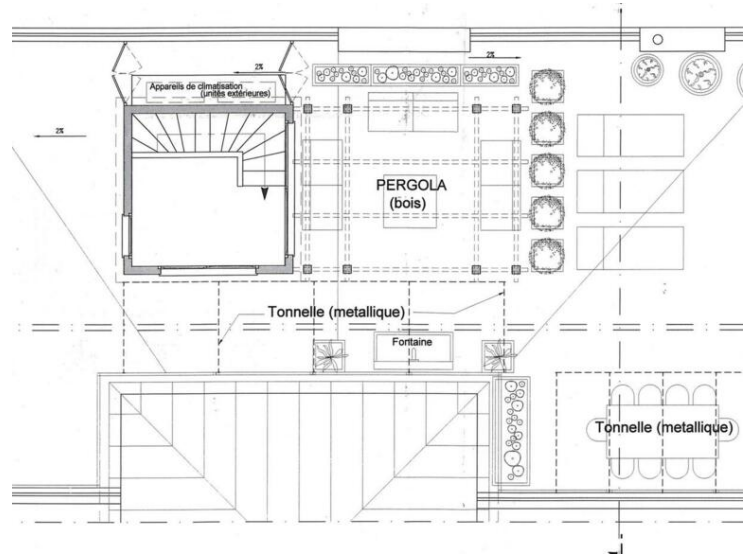 2%
2%
Appareils de climatisation
(unités extérieures)
2%
PERGOLA
(bois)
Tonnelle (metallique)
Fontaine
Tonnelle (metallique)